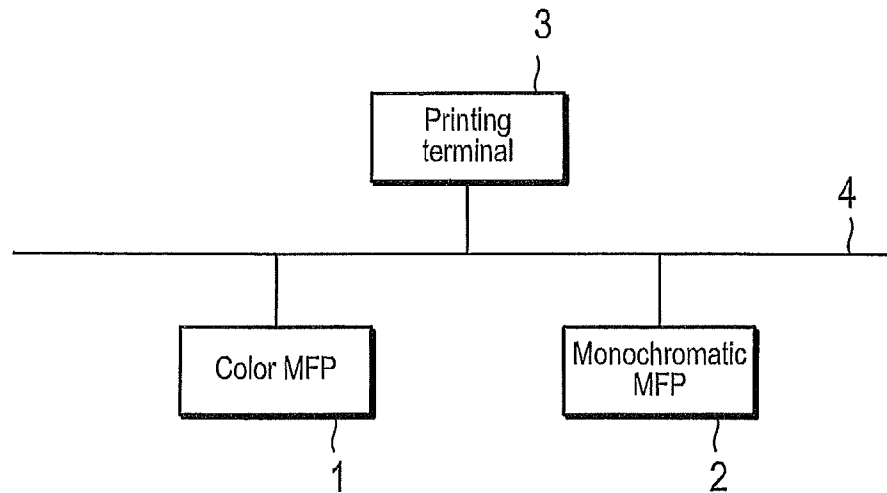 3
Printing
terminal
4
Color MFP
Monochromatic
MFP
1
2